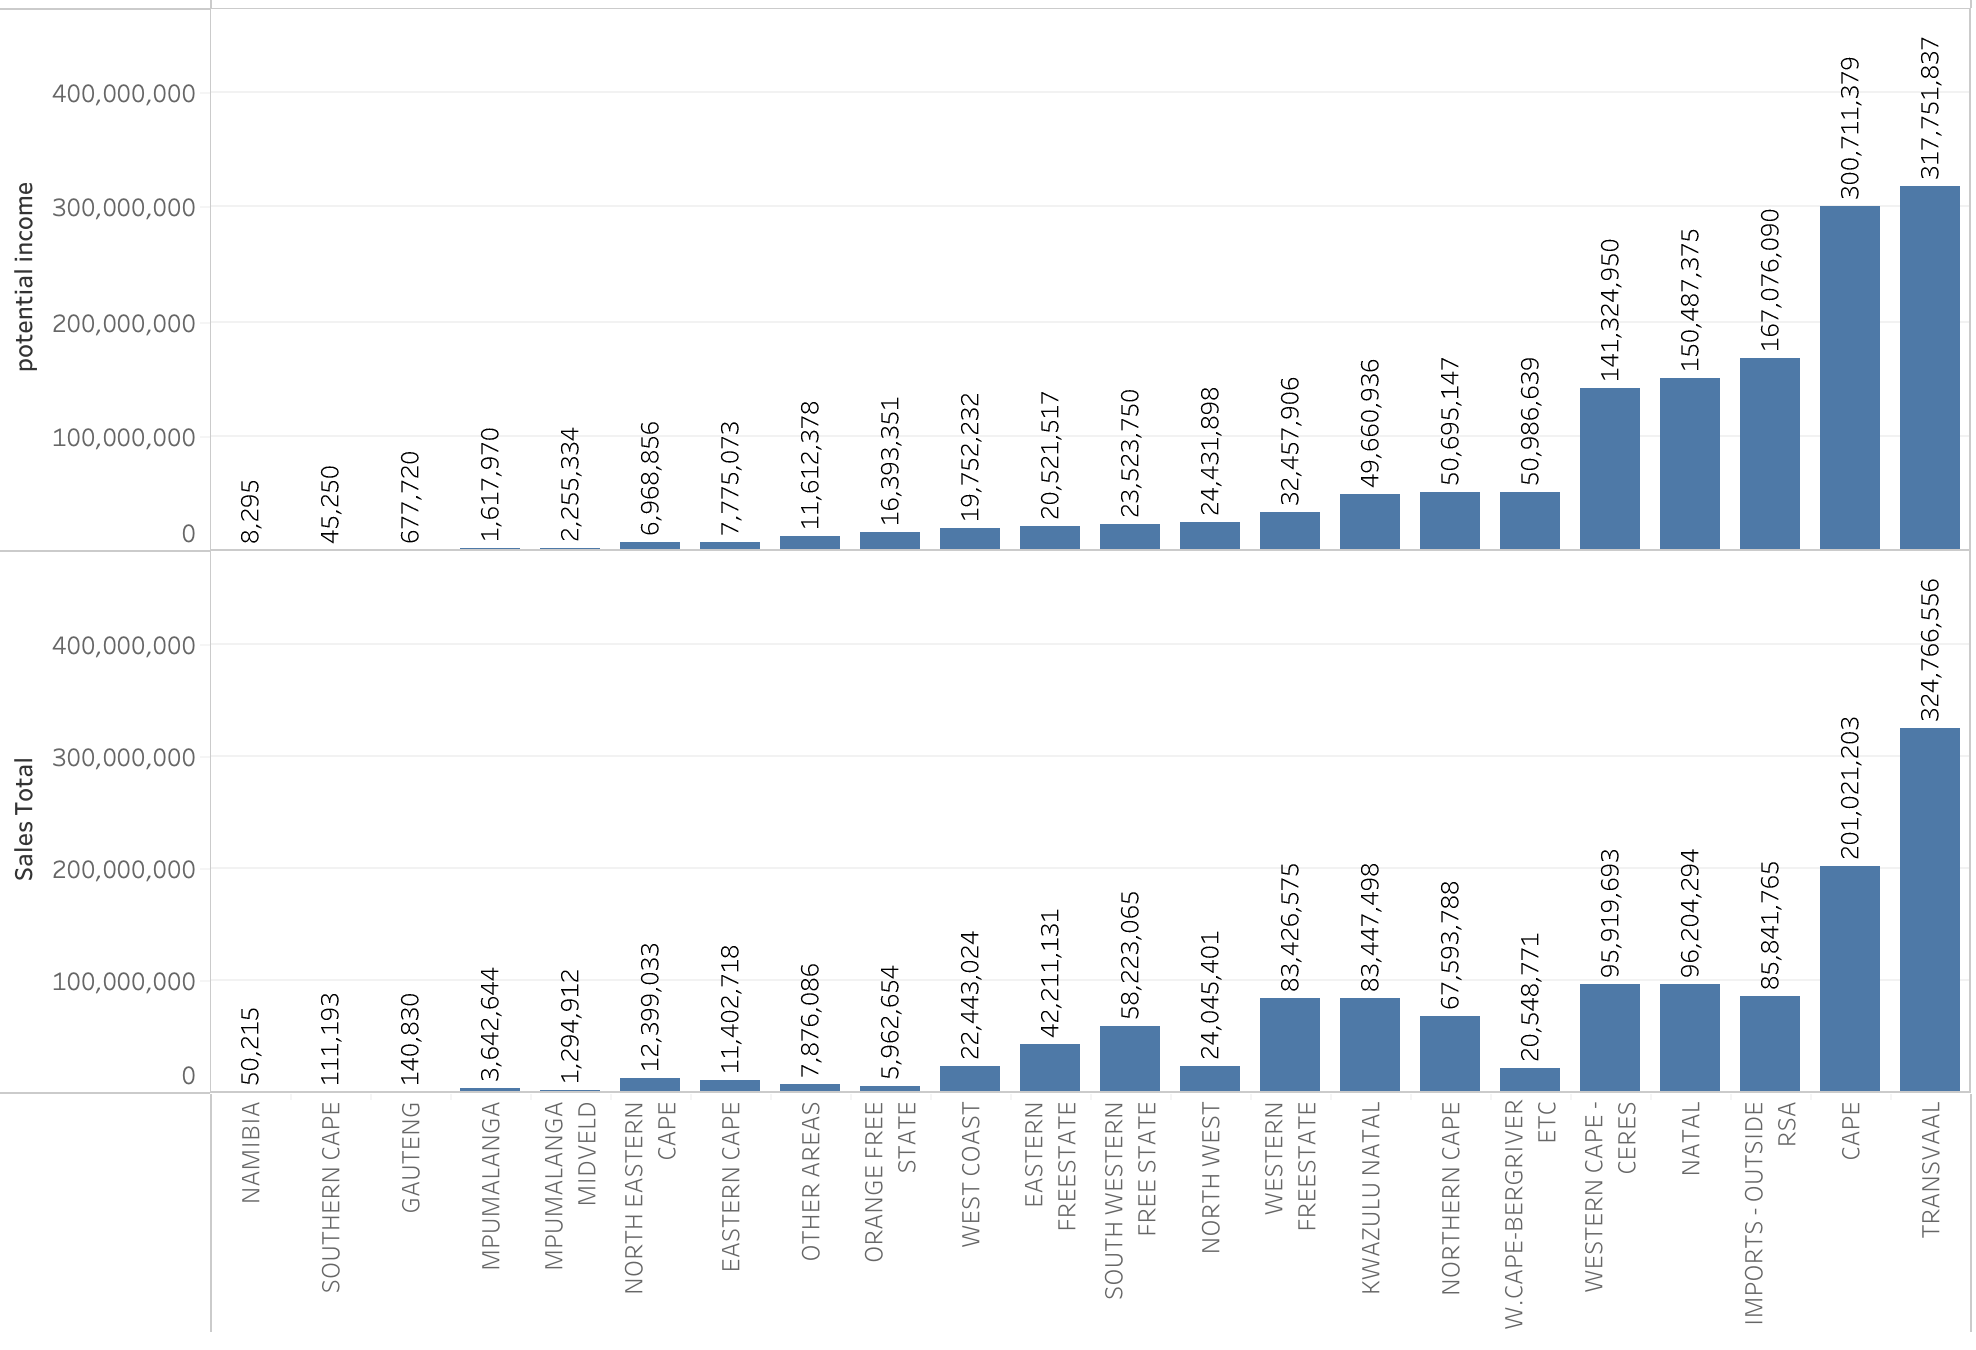 potential income
400,000,000
300,000,000
200,000,000
100,000,000
0
8,295
45,250
677,720
1,617,970
2,255,334
6,968,856
7,775,073
11,612,378
16,393,351
19,752,232
20,521,517
23,523,750
24,431,898
32,457,906
49,660,936
50,695,147
50,986,639
141,324,950
150,487,375
167,076,090
300,711,379
317,751,837
Sales Total
400,000,000
300,000,000
200,000,000
100,000,000
0
50,215
111,193
140,830
3,642,644
1,294,912
12,399,033
11,402,718
7,876,086
5,962,654
22,443,024
42,211,131
58,223,065
24,045,401
83,426,575
83,447,498
67,593,788
20,548,771
95,919,693
96,204,294
85,841,765
201,021,203
324,766,556
NAMIBIA
SOUTHERN CAPE
GAUTENG
MPUMALANGA
MPUMALANGA
MIDVELD
NORTH EASTERN
CAPE
EASTERN CAPE
OTHER AREAS
ORANGE FREE
STATE
WEST COAST
EASTERN
FREESTATE
SOUTH WESTERN
FREE STATE
NORTH WEST
WESTERN
FREESTATE
KWAZULU NATAL
NORTHERN CAPE
W.CAPE-BERGRIVER
ETC
WESTERN CAPE -
CERES
NATAL
IMPORTS - OUTSIDE
RSA
CAPE
TRANSVAAL